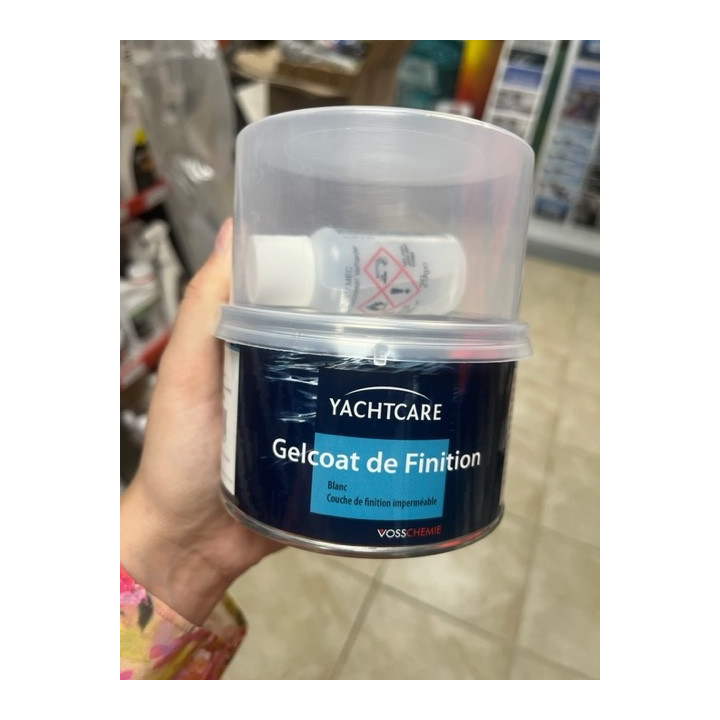 YACHTCARE
Gelcoat de Finition
Blanc
Couche de finition imperméable
VOSSCHEMIE